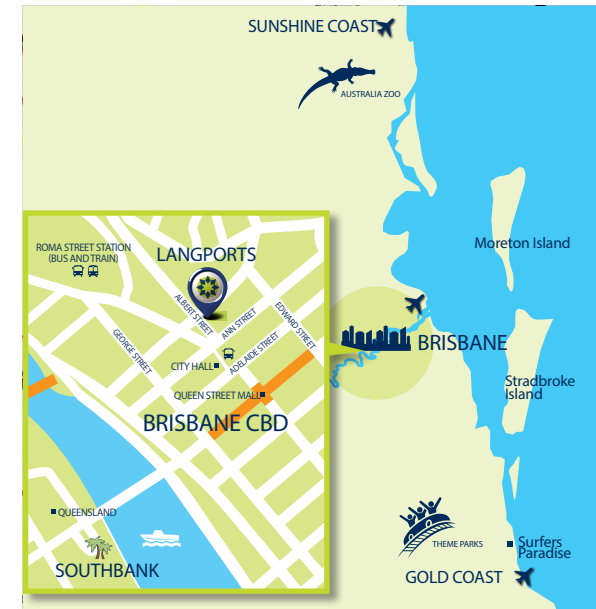 SUNSHINE COAST
AUSTRALIA ZOO
Moreton Island
ROMA STREET STATION
(BUS AND TRAIN)
LANGPORTS
ALBERT STREET
ANN STREET
EDWARD STREET
GEORGE STREET
ADELAIDE STREET
CITY HALL
QUEEN STREET MALL
BRISBANE CBD
BRISBANE
Stradbroke
Island
QUEENSLAND
SOUTHBANK
THEME PARKS
Surfers
Paradise
GOLD COAST